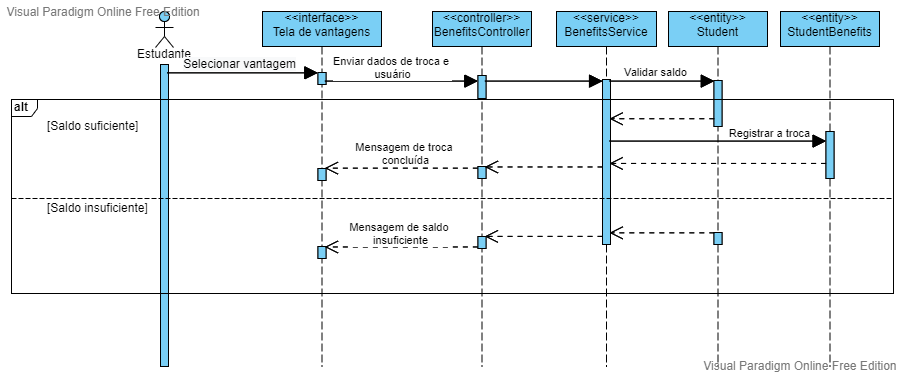 Visual Paradigm Online Free Edition
Estudante
<<interface>>
Tela de vantagens
<<controller>>
BenefitsController
<<service>>
BenefitsService
<<entity>>
Student
<<entity>>
StudentBenefits
Selecionar vantagem
Enviar dados de troca e
usuário
Validar saldo
alt
[Saldo suficiente]
Registrar a troca
Mensagem de troca
concluída
[Saldo insuficiente]
Mensagem de saldo
insuficiente
Visual Paradigm Online Free Edition